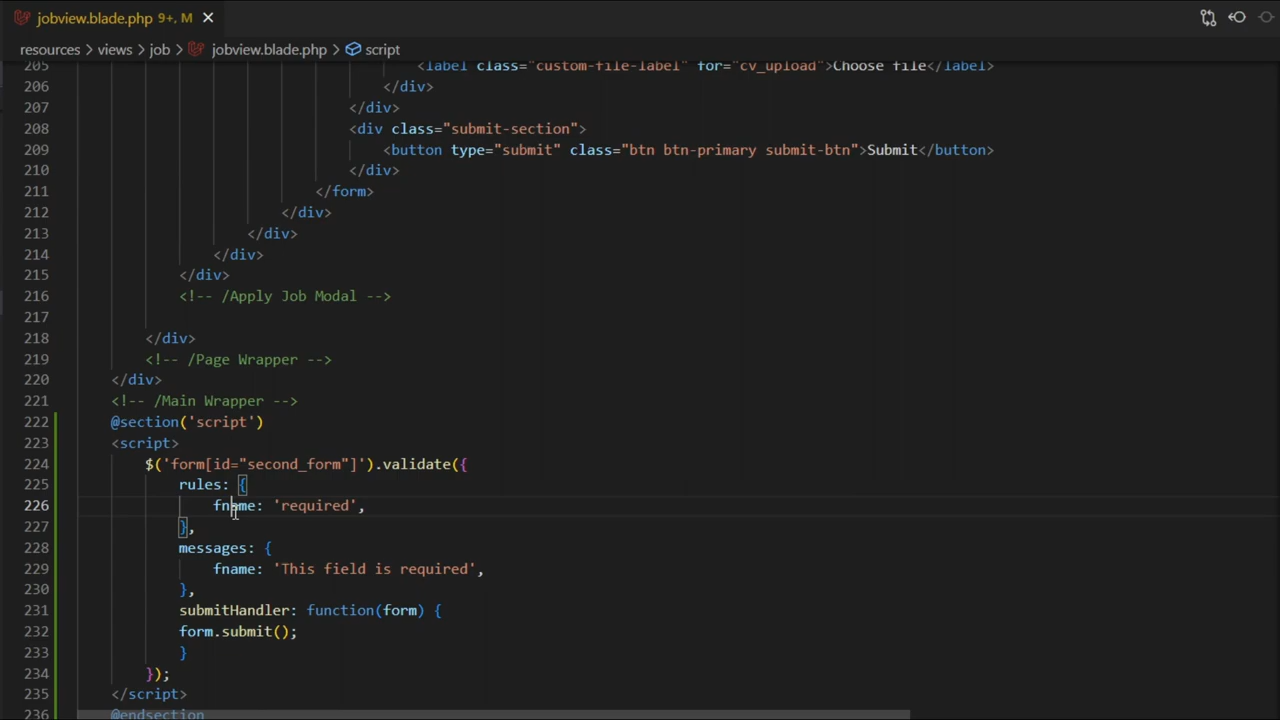 jobview.blade.php 9+, M
resources > views > job > jobview.blade.php > script
205 <label class="custom-file-label" for="cv_upload">Choose file</label>
206 </div>
207 </div>
208 <div class="submit-section">
209 <button type="submit" class="btn btn-primary submit-btn">Submit</button>
210 </div>
211 </form>
212 </div>
213 </div>
214 </div>
215 </div>
216 <!-- /Apply Job Modal -->
217
218 </div>
219 <!-- /Page Wrapper -->
220 </div>
221 <!-- /Main Wrapper -->
222 @section('script')
223 <script>
224 $('form[id="second_form"]').validate({
225 rules: {
226 fname: 'required',
227 },
228 messages: {
229 fname: 'This field is required',
230 },
231 submitHandler: function(form) {
232 form.submit();
233 }
234 });
235 </script>
236 @endsection